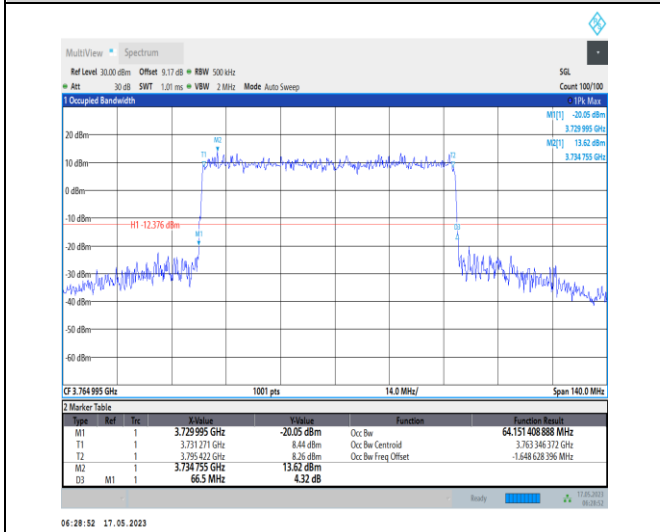 MultiView Spectrum
Ref Level 30.00 dBm Offset 9.17 dB RBW 500 kHz SGL
Att 30 dB SWT 1.01 ms VBW 2 MHz Mode Auto Sweep Count 100/100
1 Occupied Bandwidth 1Pk Max
M1[1] -20.05 dBm
3.729 995 GHz
M2[1] 13.62 dBm
3.734 755 GHz
20 dBm
M2
T1 T2
10 dBm
0 dBm
-10 dBm
H1 -12.376 dBm
M1 D3
-20 dBm
-30 dBm
-40 dBm
-50 dBm
-60 dBm
CF 3.764 995 GHz 1001 pts 14.0 MHz/ Span 140.0 MHz
2 Marker Table
Type Ref Trc X-Value Y-Value Function Function Result
M1 1 3.729 995 GHz -20.05 dBm Occ Bw 64.151 408 888 MHz
T1 1 3.731 271 GHz 8.44 dBm Occ Bw Centroid 3.763 346 372 GHz
T2 1 3.795 422 GHz 8.26 dBm Occ Bw Freq Offset -1.648 628 396 MHz
M2 1 3.734 755 GHz 13.62 dBm
D3 M1 1 66.5 MHz 4.32 dB
Ready 17.05.2023
06:28:52
06:28:52 17.05.2023